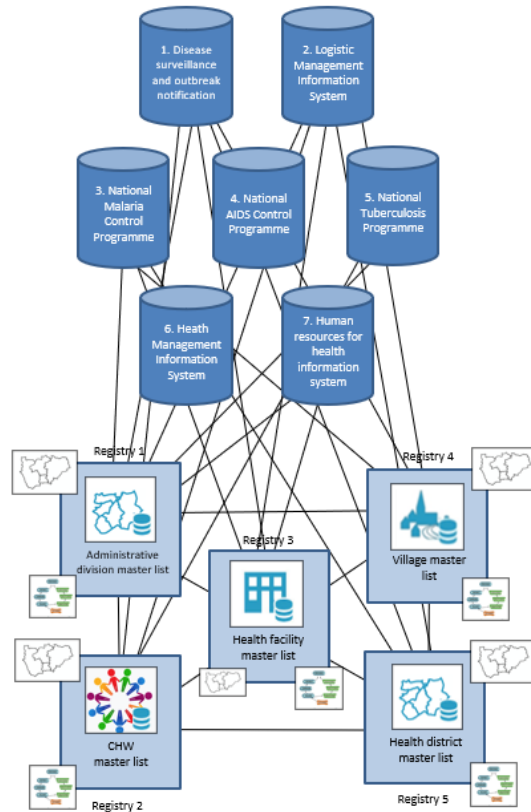 1. Disease
surveillance
and outbreak
notification
2. Logistic
Management
Information
System
3. National
Malaria
Control
Programme
4. National
AIDS Control
Programme
5. National
Tuberculosis
Programme
6. Heath
Management
Information
System
7. Human
resources for
health
information
system
Registry 1
Registry 4
Administrative
division master list
Registry 3
Village master
list
Health facility
master list
CHW
master list
Health district
master list
Registry 2
Registry 5